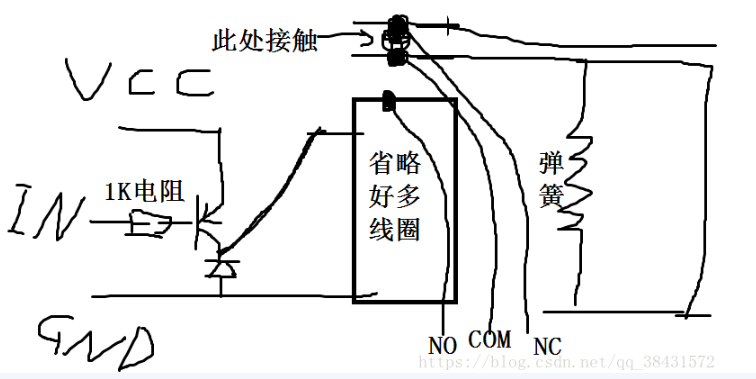 此处接触
VCC
1K电阻
IN
省略
好多
线圈
弹
簧
GND
NO
COM
NC
https://blog.csdn.net/qq_38431572